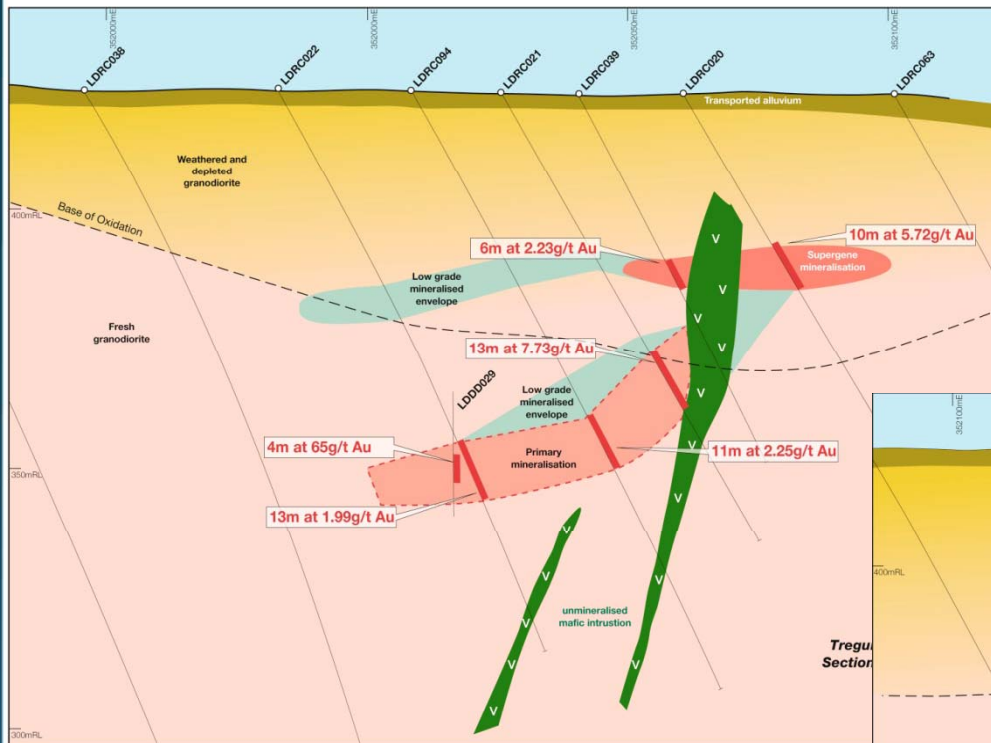 352000mE
352050mE
352100mE
LDRC038
LDRC022
LDRC094
LDRC021
LDRC039
LDRC020
LDRC063
Transported alluvium
Weathered and
depleted
granodiorite
400mRL
Base of Oxidation
6m at 2.23g/t Au
10m at 5.72g/t Au
Supergene
mineralisation
Low grade
mineralised
envelope
V
V
V
V
V
V
V
V
V
V
V
V
V
V
Fresh
granodiorite
13m at 7.73g/t Au
LDDD029
Low grade
mineralised
envelope
352100mE
4m at 65g/t Au
Primary
mineralisation
11m at 2.25g/t Au
350mRL
13m at 1.99g/t Au
400mRL
unmineralised
mafic intrusion
Section
300mRL